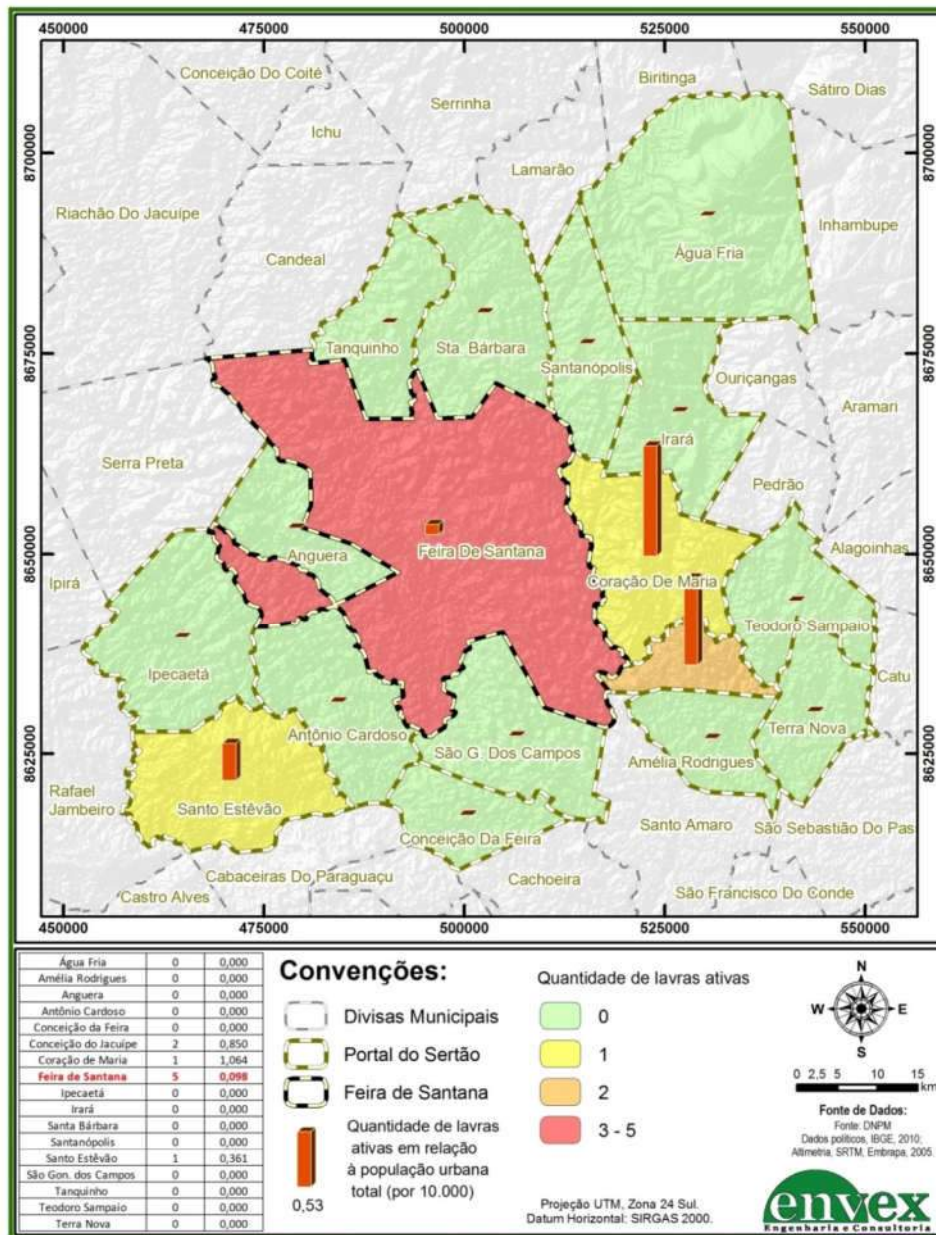 450000 475000 500000 525000 550000
Conceição Do Coité
Biritinga
Sátiro Dias
Serrinha
Ichu
8700000
8700000
Lamarão
Riachão Do Jacuípe
Inhambupe
Candeal
Água Fria
Tanquinho
Sta. Bárbara
8675000
8675000
Santanópolis
Ouriçangas
Aramari
Irará
Serra Preta
Pedrão
Anguera
Feira De Santana
8650000
8650000
Alagoinhas
Ipirá
Coração De Maria
Teodoro Sampaio
Ipecaetá
Catu
Antônio Cardoso
São G. Dos Campos
Terra Nova
8625000
8625000
Amélia Rodrigues
Rafael
Jambeiro
Santo Estêvão
Conceição Da Feira
Santo Amaro
São Sebastião Do Pas
Cabaceiras Do Paraguaçu
Cachoeira
Castro Alves
São Francisco Do Conde
450000 475000 500000 525000 550000
Água Fria 0 0,000
Amélia Rodrigues 0 0,000
Anguera 0 0,000
Antônio Cardoso 0 0,000
Conceição da Feira 0 0,000
Conceição do Jacuípe 2 0,850
Coração de Maria 1 1,064
Feira de Santana 5 0,098
Ipecaetá 0 0,000
Irará 0 0,000
Santa Bárbara 0 0,000
Santanópolis 0 0,000
Santo Estêvão 1 0,361
São Gon. dos Campos 0 0,000
Tanquinho 0 0,000
Teodoro Sampaio 0 0,000
Terra Nova 0 0,000
Convenções:
Divisas Municipais
Portal do Sertão
Feira de Santana
Quantidade de lavras
ativas em relação
à população urbana
total (por 10.000)
0,53
Quantidade de lavras ativas
0
1
2
3 - 5
Projeção UTM, Zona 24 Sul.
Datum Horizontal: SIRGAS 2000.
N
W E
S
0 2,5 5 10 15
km
Fonte de Dados:
Fonte: DNPM
Dados políticos, IBGE, 2010;
Altimetria, SRTM, Embrapa, 2005.
envex
Engenharia e Consultoria